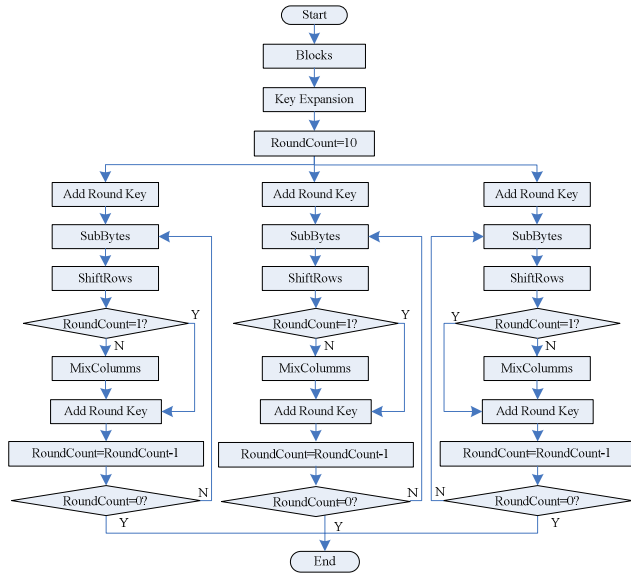 Start
Blocks
Key Expansion
RoundCount=10
Add Round Key
Add Round Key
Add Round Key
SubBytes
SubBytes
SubBytes
ShiftRows
ShiftRows
ShiftRows
RoundCount=1?
Y
RoundCount=1?
Y
Y
RoundCount=1?
N
N
N
MixColumms
MixColumms
MixColumms
Add Round Key
Add Round Key
Add Round Key
RoundCount=RoundCount-1
RoundCount=RoundCount-1
RoundCount=RoundCount-1
RoundCount=0?
N
RoundCount=0?
N
N
RoundCount=0?
Y
Y
Y
End